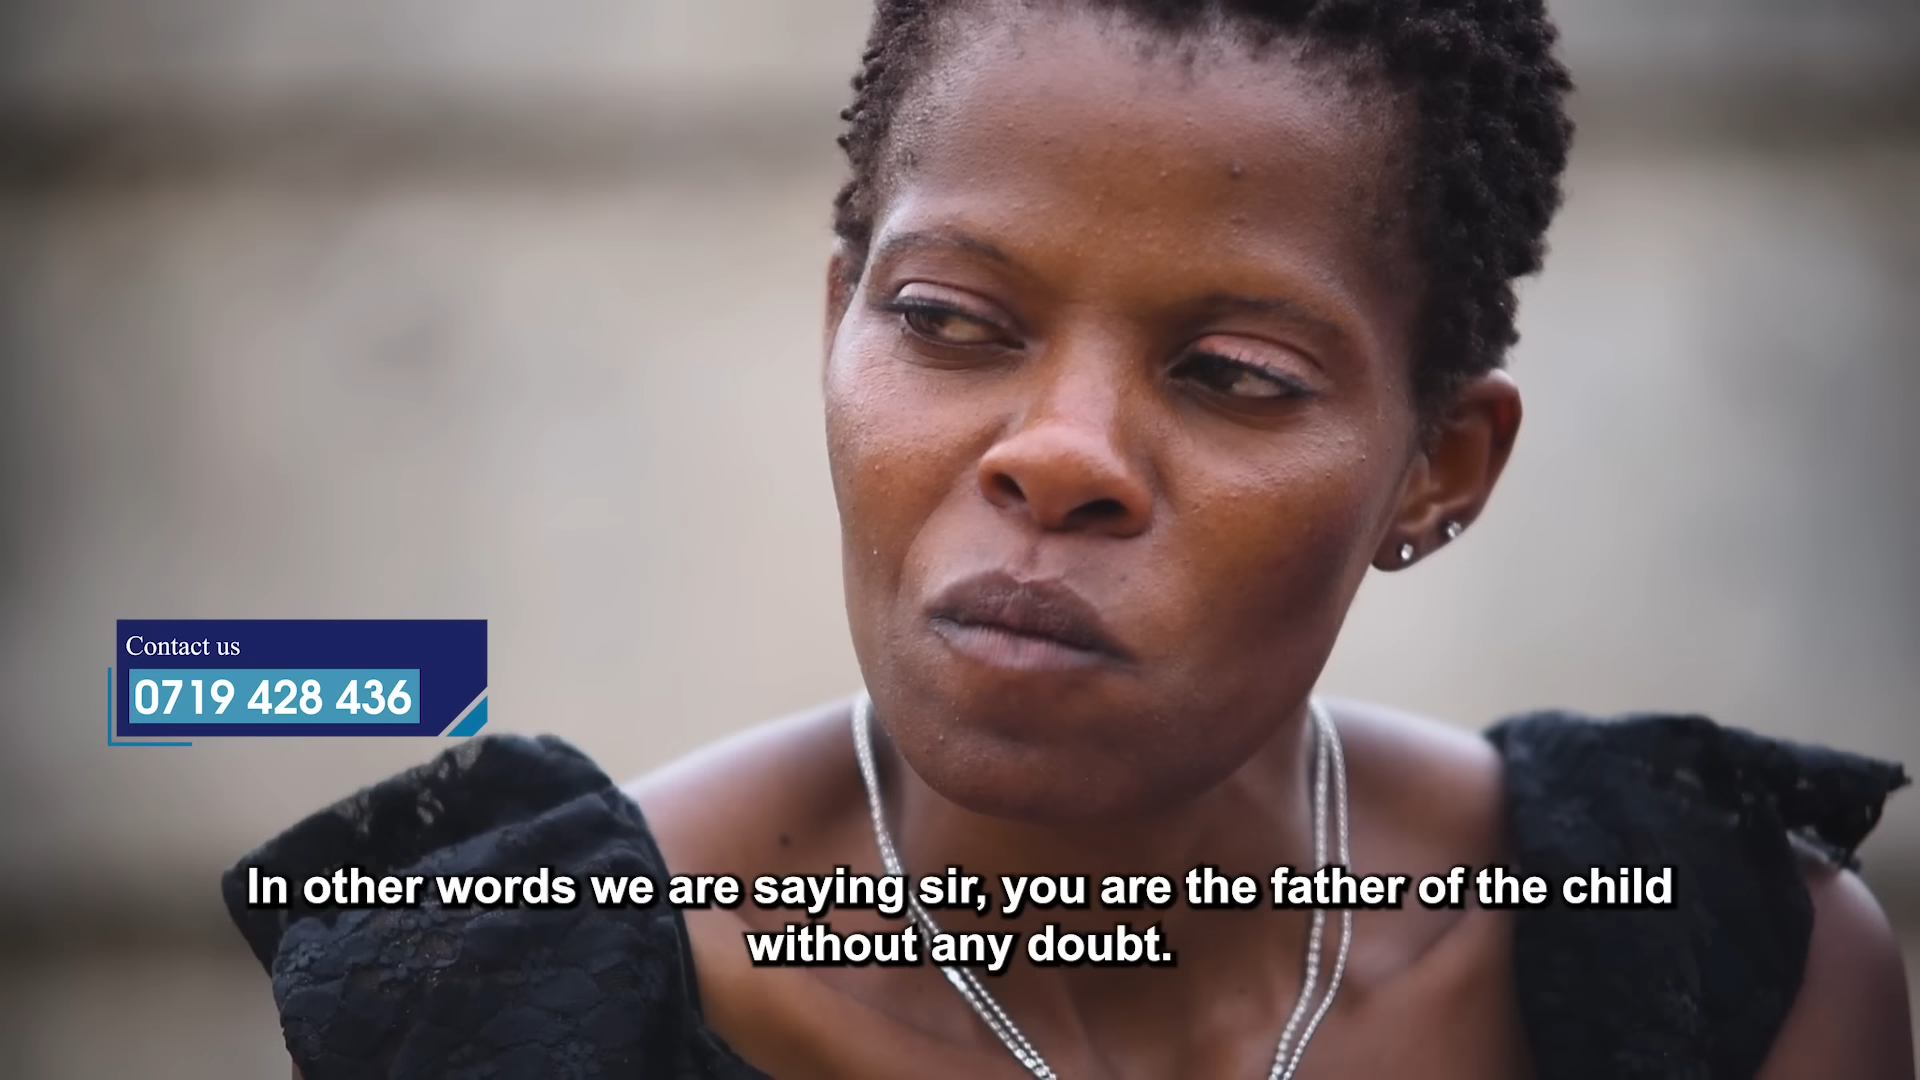 Contact us
0719 428 436
In other words we are saying sir, you are the father of the child
without any doubt.